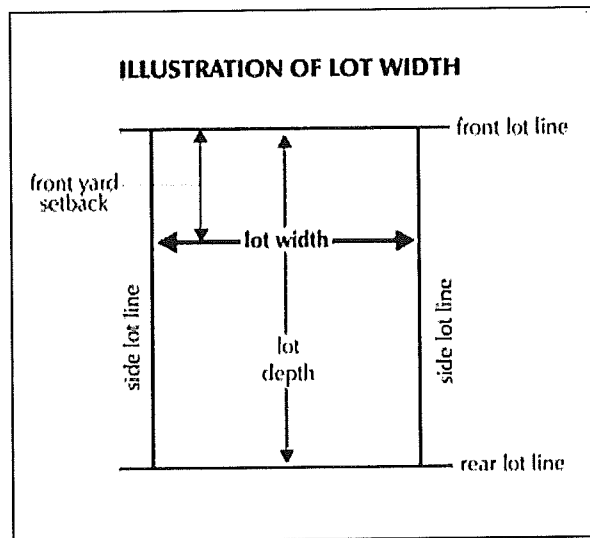 ILLUSTRATION OF LOT WIDTH
front lot line
front yard
setback
lot width
side lot line
side lot line
lot
depth
rear lot line